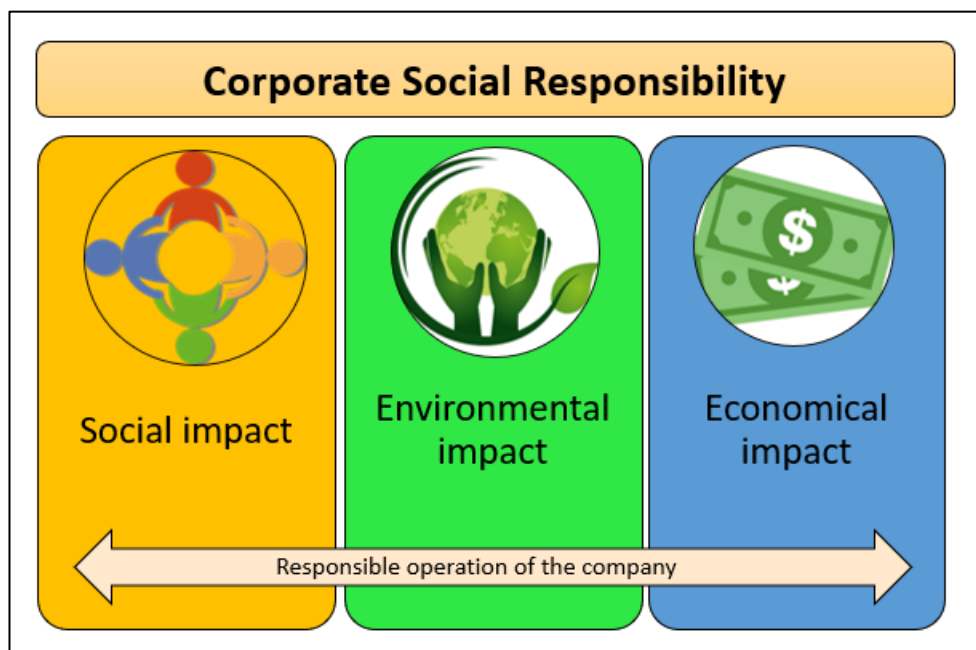 Corporate Social Responsibility
Social impact
Environmental
impact
Economical
impact
Responsible operation of the company
$
$